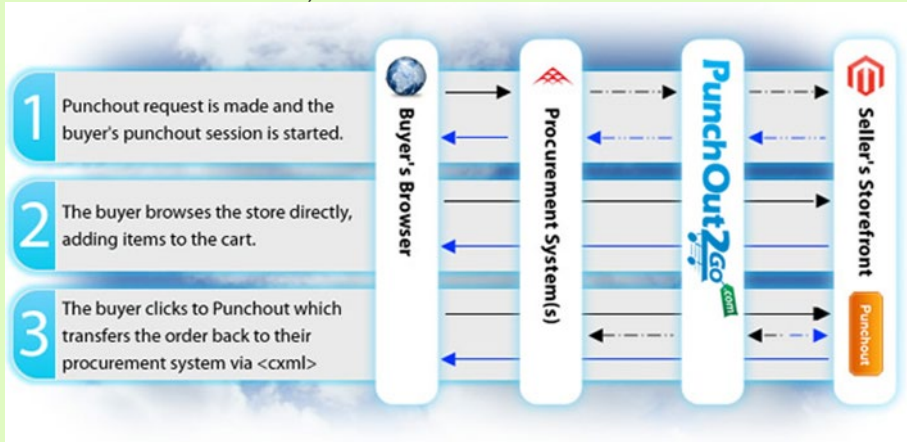 1
Punchout request is made and the
buyer's punchout session is started.
2
The buyer browses the store directly,
adding items to the cart.
3
The buyer clicks to Punchout which
transfers the order back to their
procurement system via <cxml>
Buyer's Browser
Procurement System(s)
PunchOut2Go.com
Seller's Storefront
Punchout